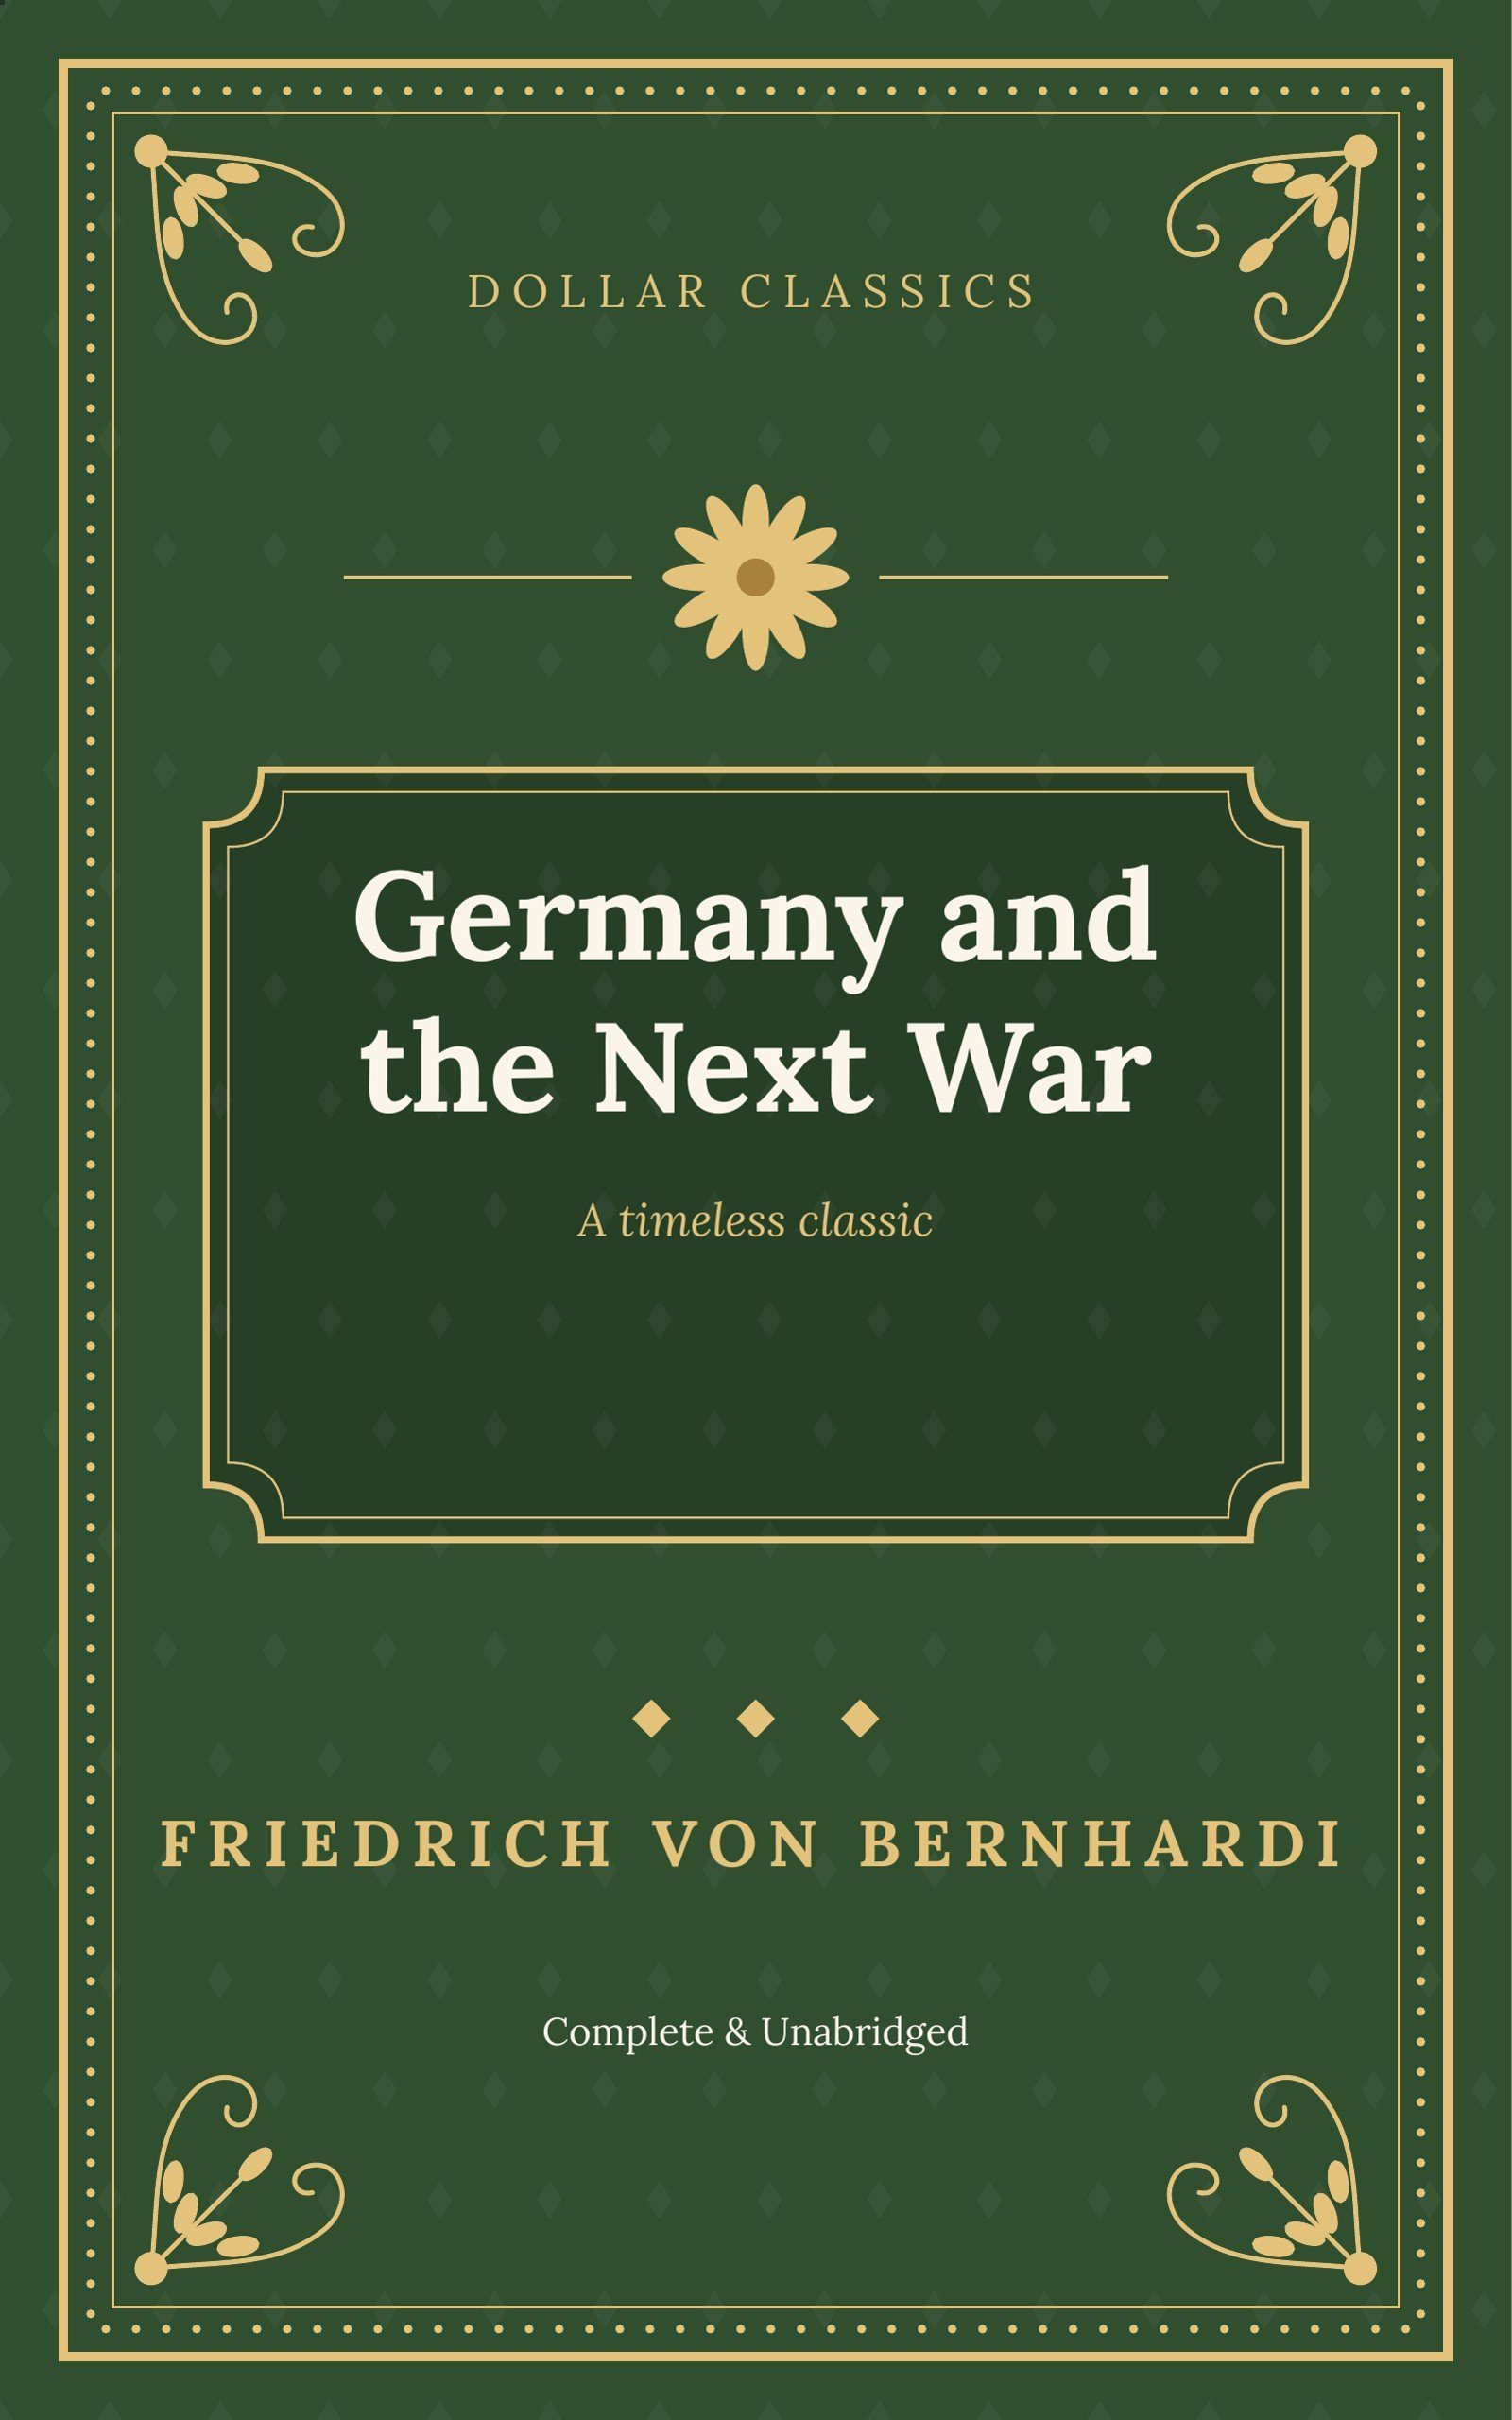 DOLLAR CLASSICS
Germany and
the Next War
A timeless classic
FRIEDRICH VON BERNHARDI
Complete & Unabridged